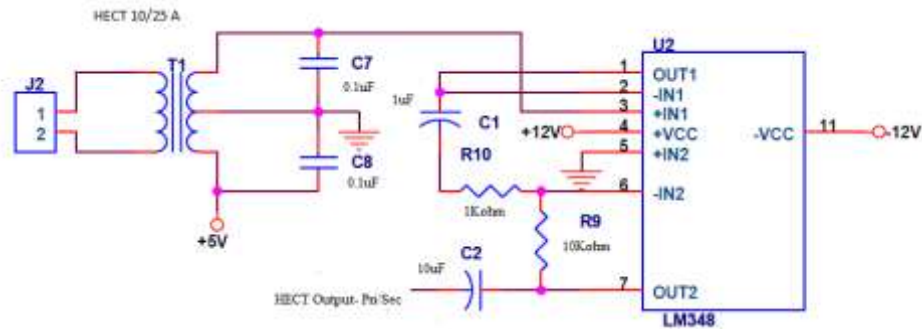 HECT 10/25 A
J2
1
2
T1
C7
0.1uF
C8
0.1uF
+5V
1uF
C1
R10
1Kohm
R9
10Kohm
C2
10uF
HECT Output- Pri/Sec
U2
1 OUT1
2 -IN1
3 +IN1
+12V 4 +VCC
5 +IN2
6 -IN2
7 OUT2
-VCC 11 -12V
LM348